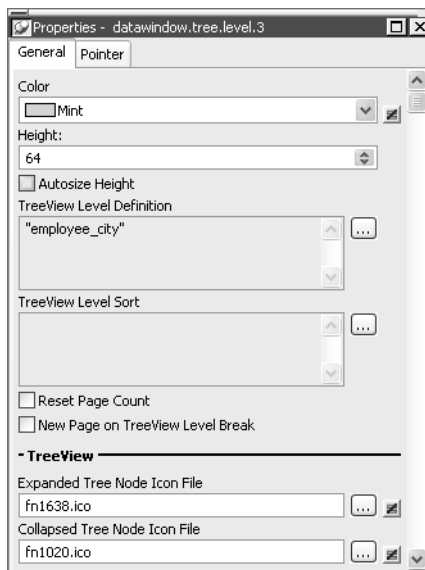 Properties - datawindow.tree.level.3
General Pointer
Color
Mint
Height:
64
Autosize Height
TreeView Level Definition
"employee_city"
...
TreeView Level Sort
...
Reset Page Count
New Page on TreeView Level Break
- TreeView
Expanded Tree Node Icon File
fn1638.ico
...
Collapsed Tree Node Icon File
fn1020.ico
...